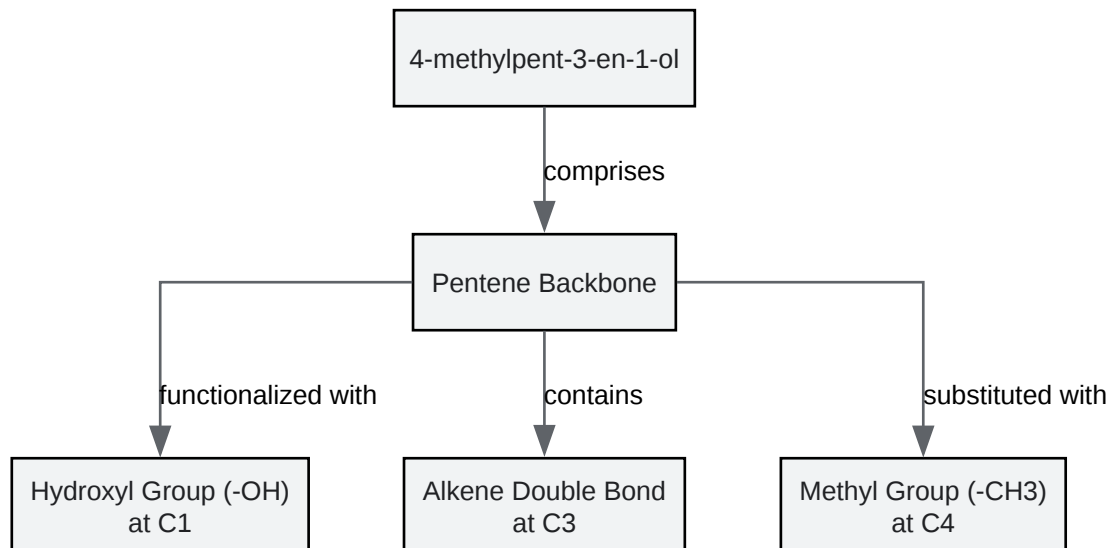 4-methylpent-3-en-1-ol
comprises
Pentene Backbone
functionalized with
contains
substituted with
Hydroxyl Group (-OH)
at C1
Alkene Double Bond
at C3
Methyl Group (-CH3)
at C4